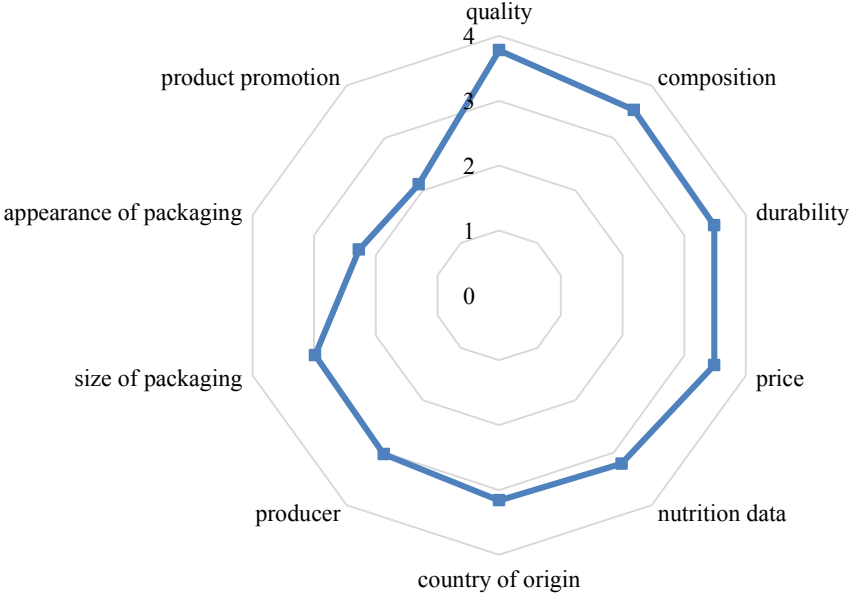 quality
4
product promotion
composition
3
2
appearance of packaging
durability
1
0
size of packaging
price
producer
nutrition data
country of origin